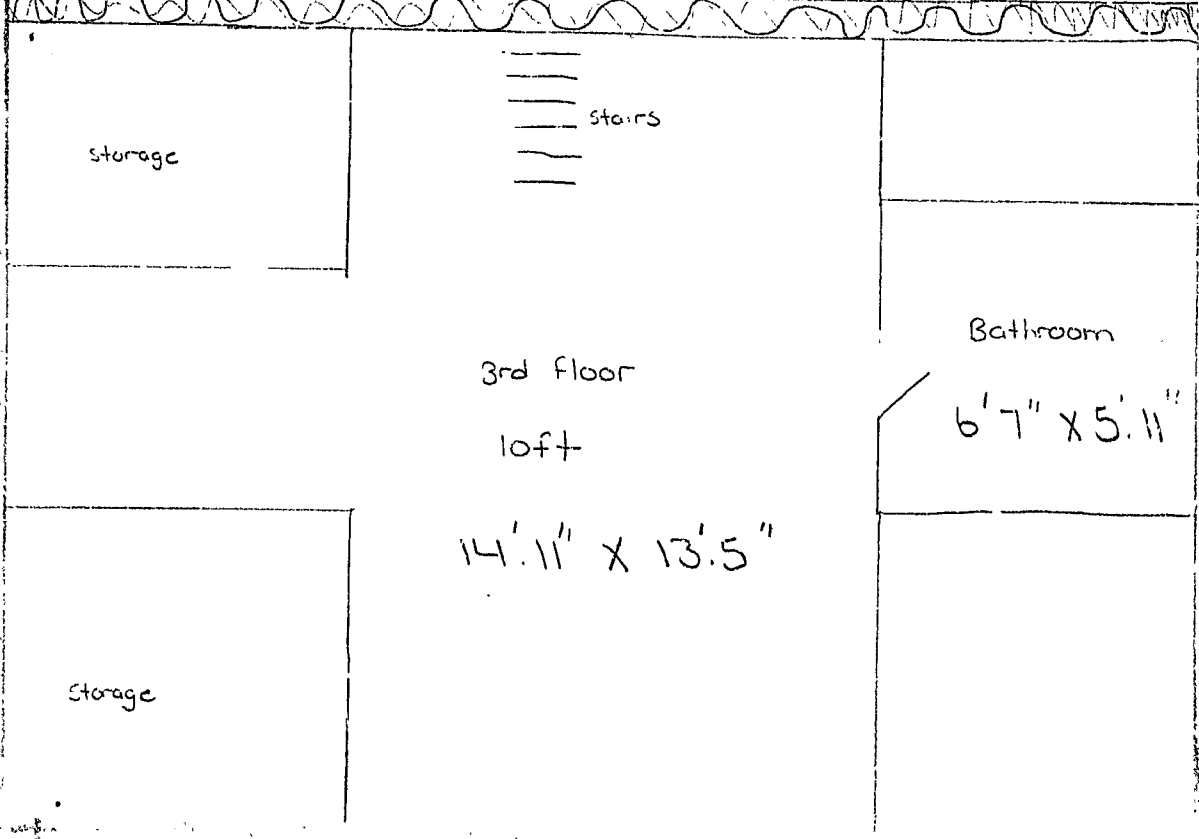 stairs
storage
Bathroom
6'7" X 5'.11"
3rd floor
loft
14'.11" X 13'.5"
Storage